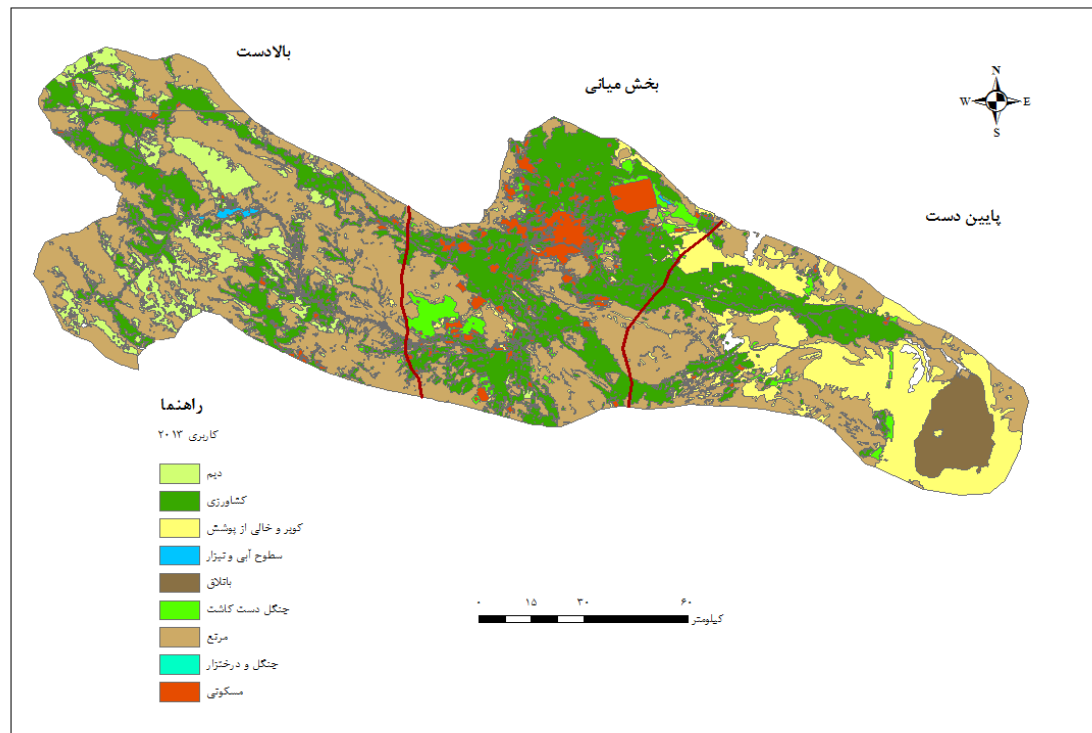 بالادست
بخش میانی
N
W E
S
پایین دست
راهنما
کاربری ۲۰۱۳
دیم
کشاورزی
کویر و خالی از پوشش
سطوح آبی و نیزار
باتلاق
جنگل دست کاشت
مرتع
جنگل و درختزار
مسکونی
۰ ۱۵ ۳۰ ۶۰
کیلومتر